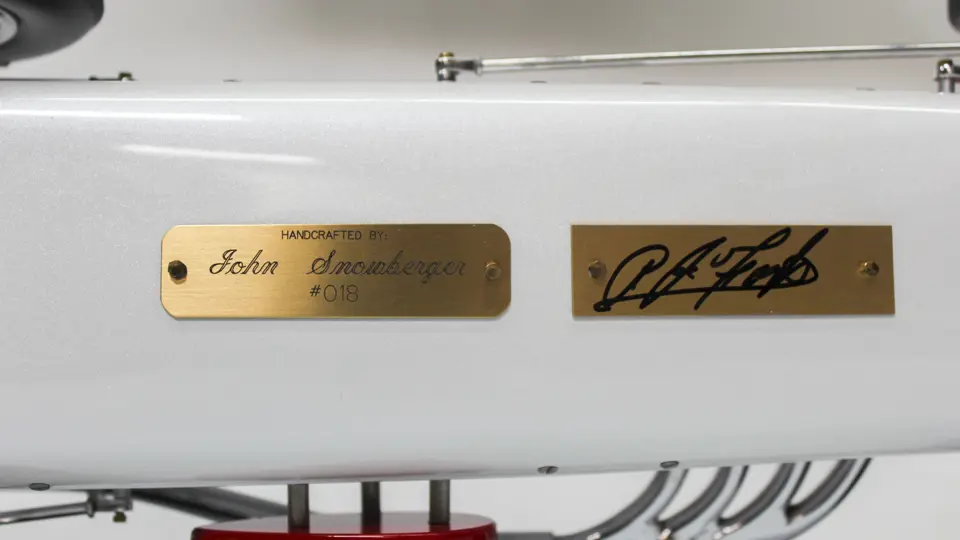 HANDCRAFTED BY:
John Snowberger
#018